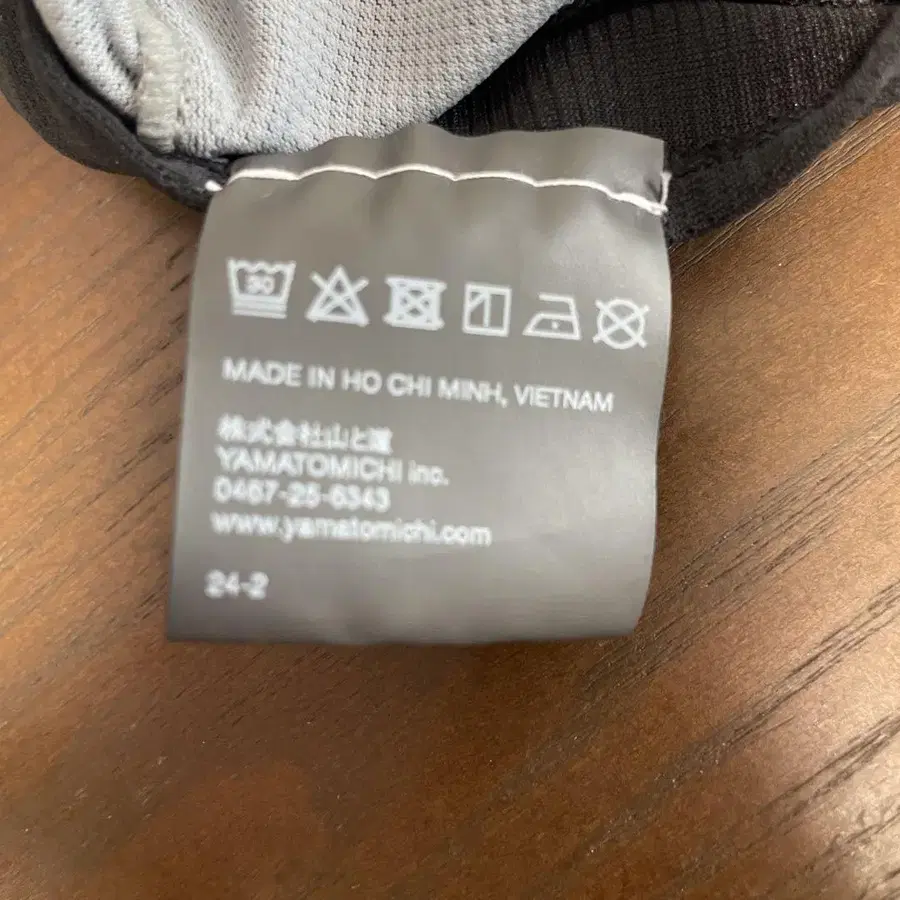 30
MADE IN HO CHI MINH, VIETNAM
株式会社山と道
YAMATOMICHI inc.
0467-25-6343
www.yamatomichi.com
24-2